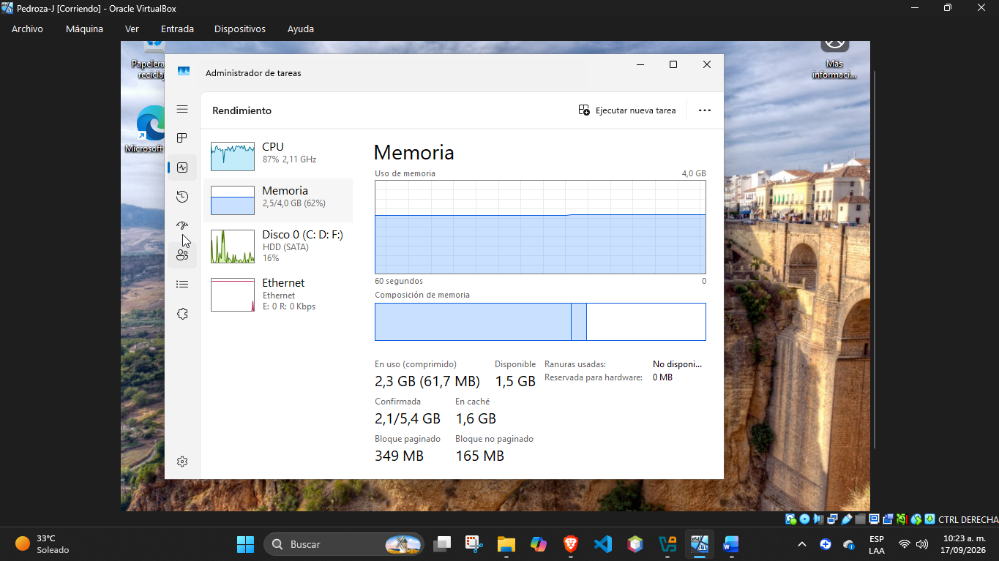 Pedroza-J [Corriendo] - Oracle VirtualBox
Archivo Máquina Ver Entrada Dispositivos Ayuda
Papelera
reciclaj
Más
informaci...
Microsoft
Administrador de tareas
Rendimiento
Ejecutar nueva tarea
CPU
87% 2,11 GHz
Memoria
2,5/4,0 GB (62%)
Disco 0 (C: D: F:)
HDD (SATA)
16%
Ethernet
Ethernet
E: 0 R: 0 Kbps
Memoria
Uso de memoria 4,0 GB
60 segundos 0
Composición de memoria
En uso (comprimido) Disponible Ranuras usadas: No disponi...
2,3 GB (61,7 MB) 1,5 GB Reservada para hardware: 0 MB
Confirmada En caché
2,1/5,4 GB 1,6 GB
Bloque paginado Bloque no paginado
349 MB 165 MB
CTRL DERECHA
33°C
Soleado
Buscar
ESP
LAA
10:23 a. m.
17/09/2026